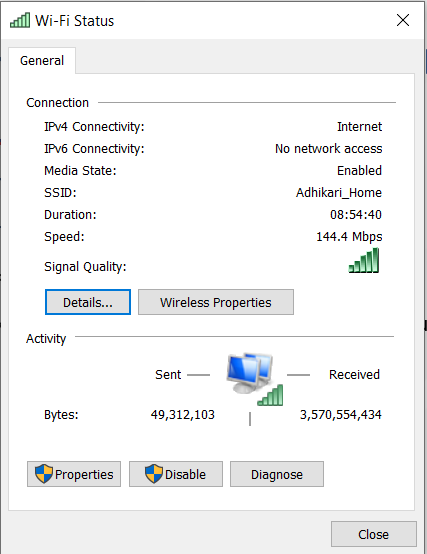 Wi-Fi Status
General
Connection
IPv4 Connectivity: Internet
IPv6 Connectivity: No network access
Media State: Enabled
SSID: Adhikari_Home
Duration: 08:54:40
Speed: 144.4 Mbps
Signal Quality:
Details... Wireless Properties
Activity
Sent Received
Bytes: 49,312,103 3,570,554,434
Properties Disable Diagnose
Close